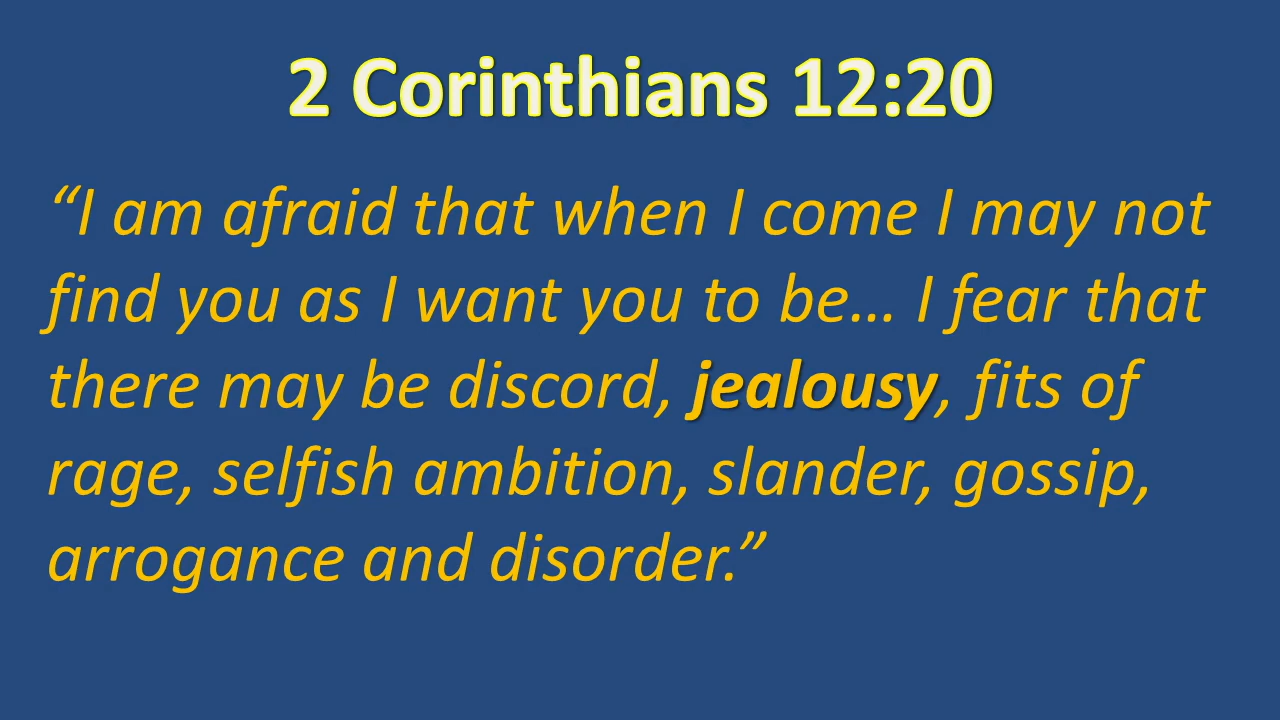 2 Corinthians 12:20
“I am afraid that when I come I may not
find you as I want you to be… I fear that
there may be discord, jealousy, fits of
rage, selfish ambition, slander, gossip,
arrogance and disorder.”